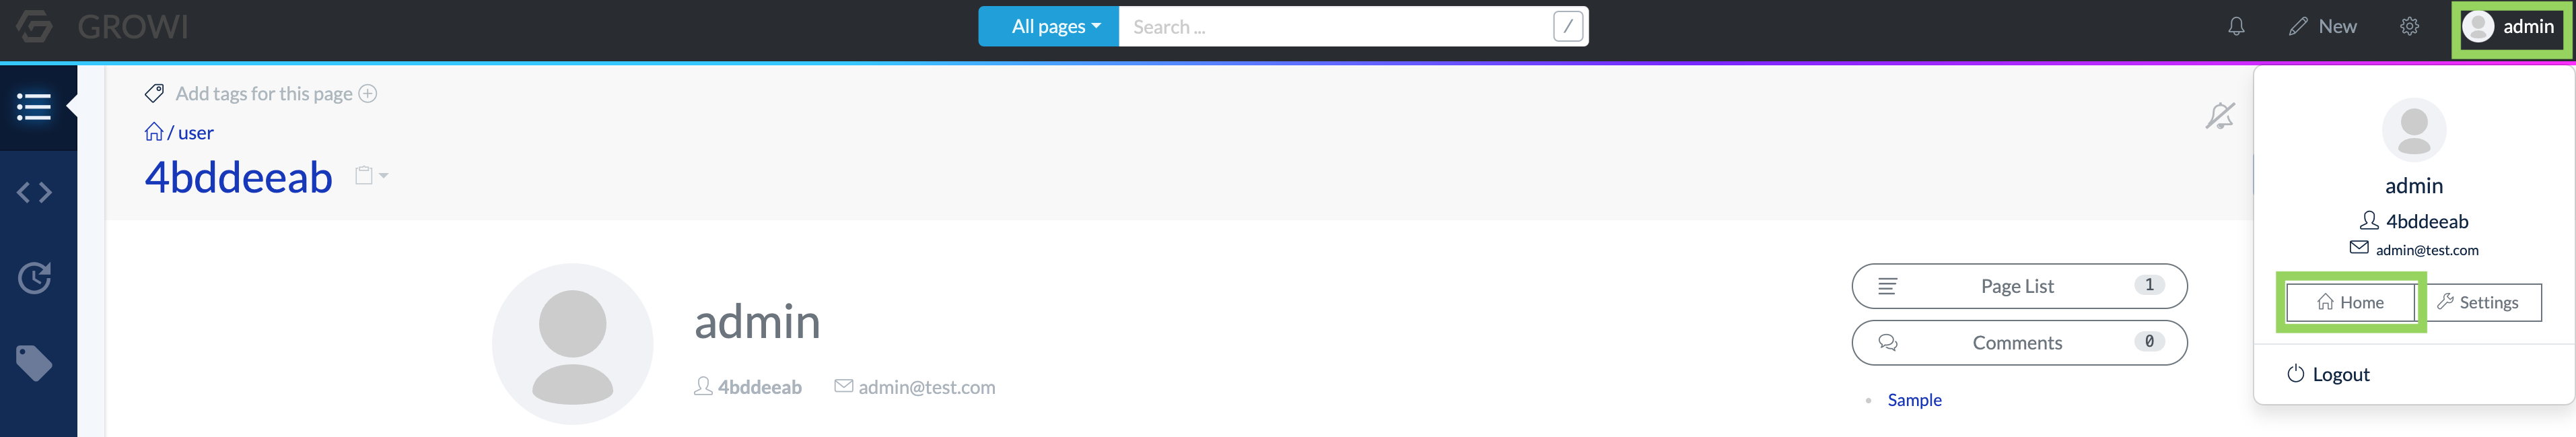 GROWI
All pages
Search ...
/
New
admin
Add tags for this page
/ user
4bddeeab
admin
4bddeeab
admin@test.com
Page List 1
Comments 0
Sample
admin
4bddeeab
admin@test.com
Home
Settings
Logout